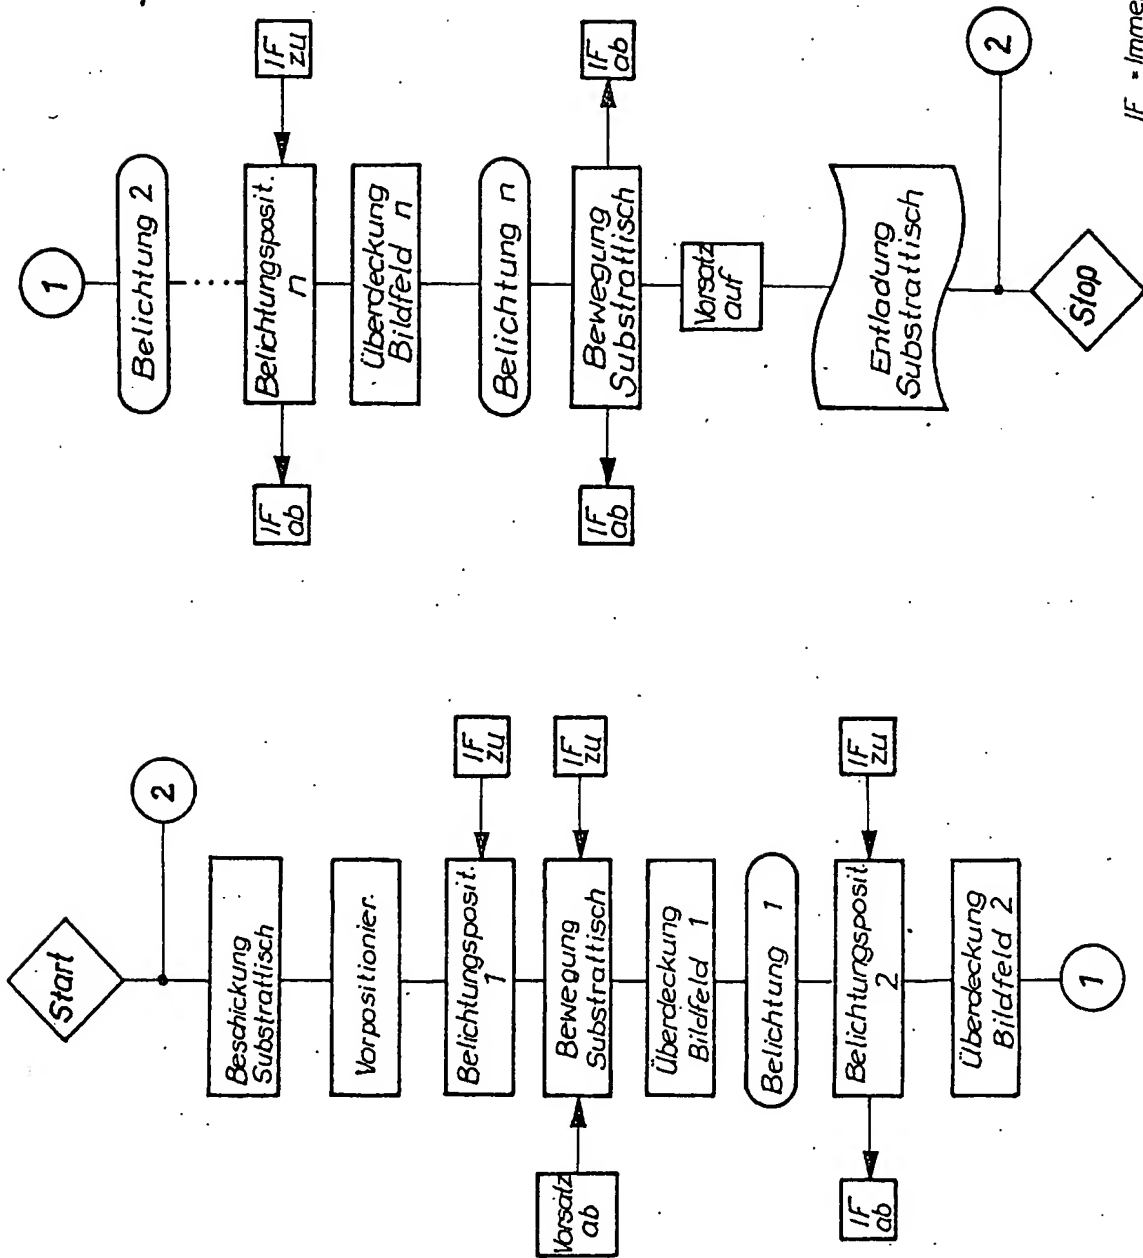 Start
2
Beschickung
Substrattisch
Vorpositionier.
Belichtungsposit.
1
IF
zu
Vorsatz
ab
Bewegung
Substrattisch
IF
zu
Überdeckung
Bildfeld 1
Belichtung 1
IF
ab
Belichtungsposit.
2
IF
zu
Überdeckung
Bildfeld 2
1
1
Belichtung 2
IF
ab
Belichtungsposit.
n
IF
zu
Überdeckung
Bildfeld n
Belichtung n
IF
ab
Bewegung
Substrattisch
IF
ab
Vorsatz
auf
Entladung
Substrattisch
2
Stop
IF = Imme